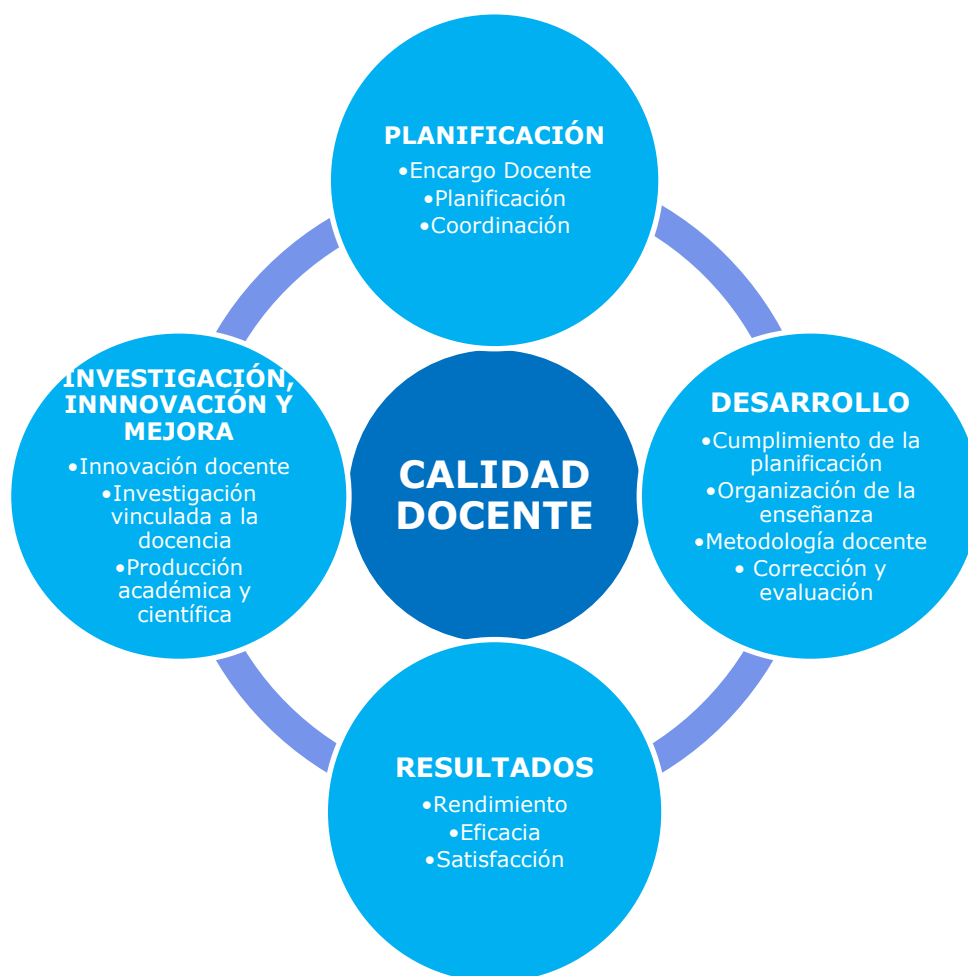 PLANIFICACIÓN
•Encargo Docente
•Planificación
•Coordinación
INVESTIGACIÓN,
INNNOVACIÓN Y
MEJORA
•Innovación docente
•Investigación
vinculada a la
docencia
•Producción
académica y
científica
CALIDAD
DOCENTE
DESARROLLO
•Cumplimiento de la
planificación
•Organización de la
enseñanza
•Metodología docente
• Corrección y
evaluación
RESULTADOS
•Rendimiento
•Eficacia
•Satisfacción